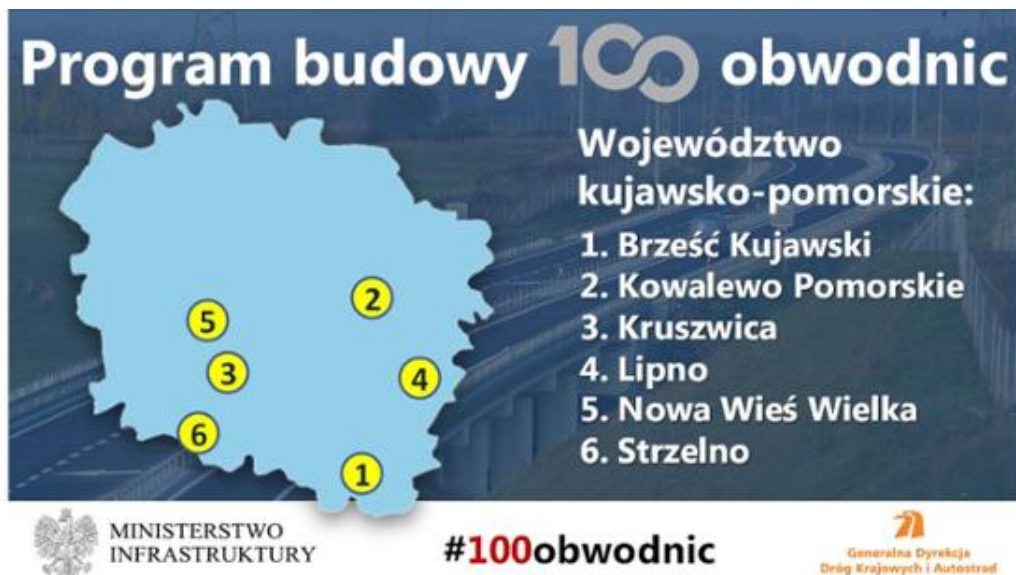 Program budowy 100 obwodnic
Województwo
kujawsko-pomorskie:
1. Brześć Kujawski
2. Kowalewo Pomorskie
3. Kruszwica
4. Lipno
5. Nowa Wieś Wielka
6. Strzelno
2
5
3
4
6
1
MINISTERSTWO
INFRASTRUKTURY
#100obwodnic
Generalna Dyrekcja
Dróg Krajowych i Autostrad